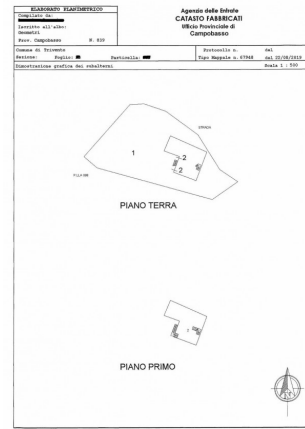 ELABORATO PLANIMETRICO
Compilato da:
Iscritto all'albo:
Geometri
Prov. Campobasso N. 839
Agenzia delle Entrate
CATASTO FABBRICATI
Ufficio Provinciale di
Campobasso
Comune di Trivento
Sezione: Foglio: Particella:
Protocollo n. del
Tipo Mappale n. 67948 del 22/08/2019
Dimostrazione grafica dei subalterni
Scala 1 : 500
STRADA
1
2
2
PIANO TERRA
PIANO PRIMO